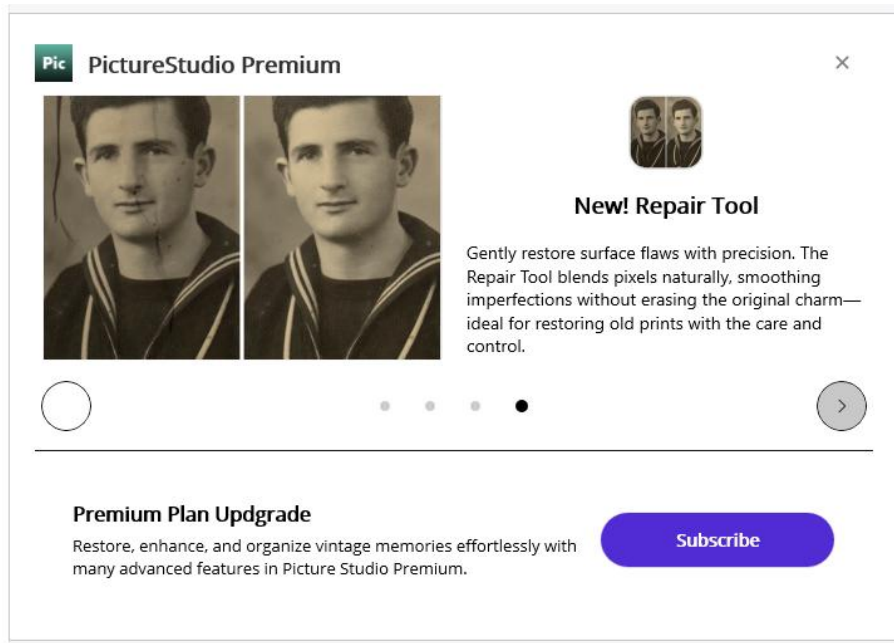 Pic PictureStudio Premium
New! Repair Tool
Gently restore surface flaws with precision. The
Repair Tool blends pixels naturally, smoothing
imperfections without erasing the original charm—
ideal for restoring old prints with the care and
control.
Premium Plan Updgrade
Restore, enhance, and organize vintage memories effortlessly with
many advanced features in Picture Studio Premium.
Subscribe